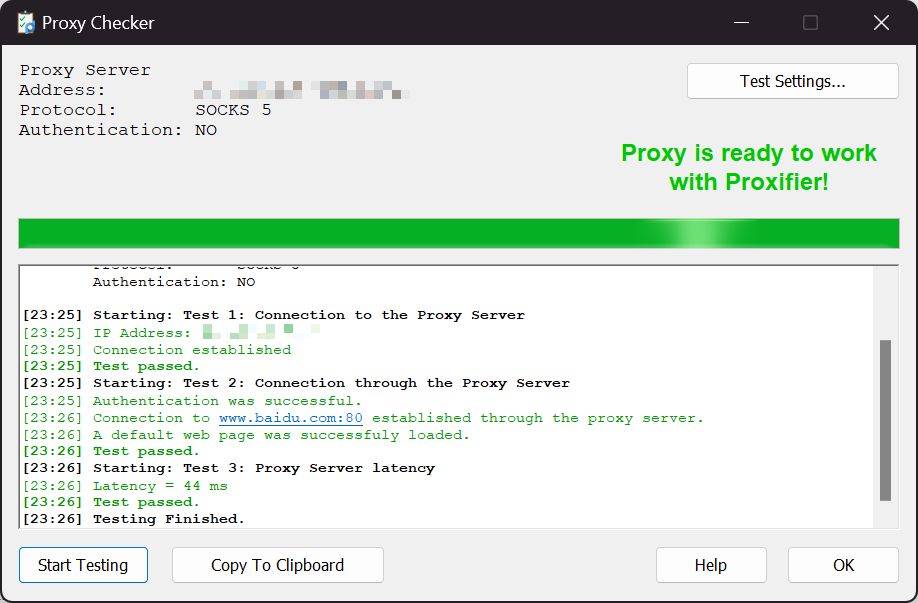 Proxy Checker
Proxy Server
Address:
Protocol: SOCKS 5
Authentication: NO
Test Settings...
Proxy is ready to work
with Proxifier!
Authentication: NO
[23:25] Starting: Test 1: Connection to the Proxy Server
[23:25] IP Address:
[23:25] Connection established
[23:25] Test passed.
[23:25] Starting: Test 2: Connection through the Proxy Server
[23:25] Authentication was successful.
[23:26] Connection to www.baidu.com:80 established through the proxy server.
[23:26] A default web page was successfuly loaded.
[23:26] Test passed.
[23:26] Starting: Test 3: Proxy Server latency
[23:26] Latency = 44 ms
[23:26] Test passed.
[23:26] Testing Finished.
Start Testing
Copy To Clipboard
Help
OK